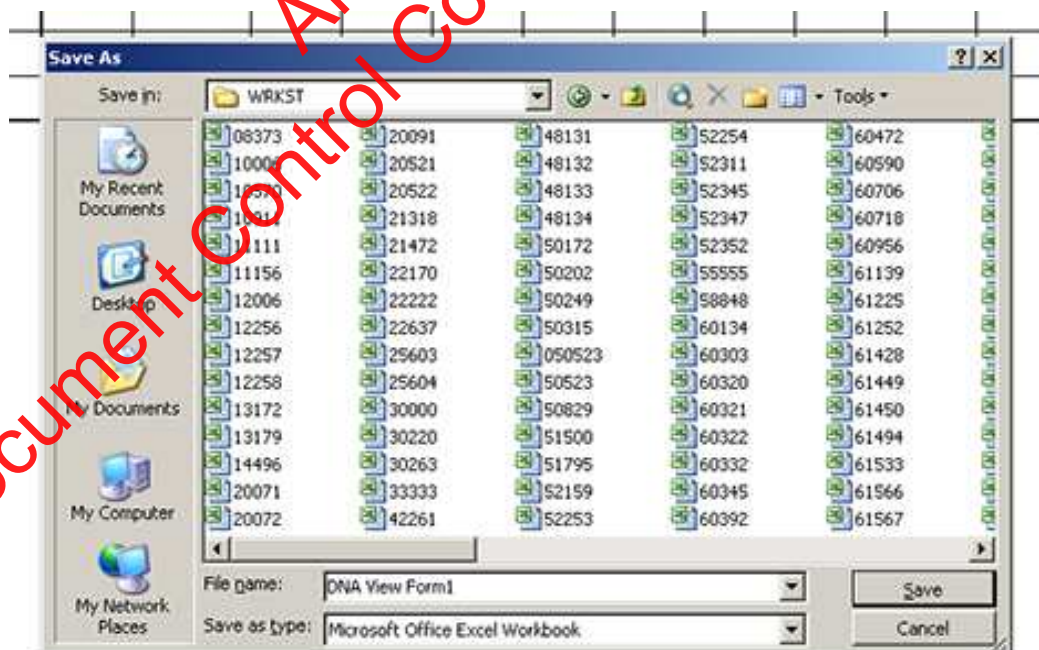 Control
Save As
Save in: WRKST Tools
08373 20091 48131 52254 60472
10006 20521 48132 52311 60590
20522 48133 52345 60706
21318 48134 52347 60718
21472 50172 52352 60956
11156 22170 50202 55555 61139
12006 22222 50249 58848 61225
12256 22637 50315 60134 61252
12257 25603 050523 60303 61428
12258 25604 50523 60320 61449
13172 30000 50829 60321 61450
13179 30220 51500 60322 61494
14496 30263 51795 60332 61533
20071 33333 52159 60345 61566
20072 42261 52253 60392 61567
My Recent
Documents
Desktop
My Documents
My Computer
My Network
Places
File name: DNA View Form1 Save
Save as type: Microsoft Office Excel Workbook Cancel